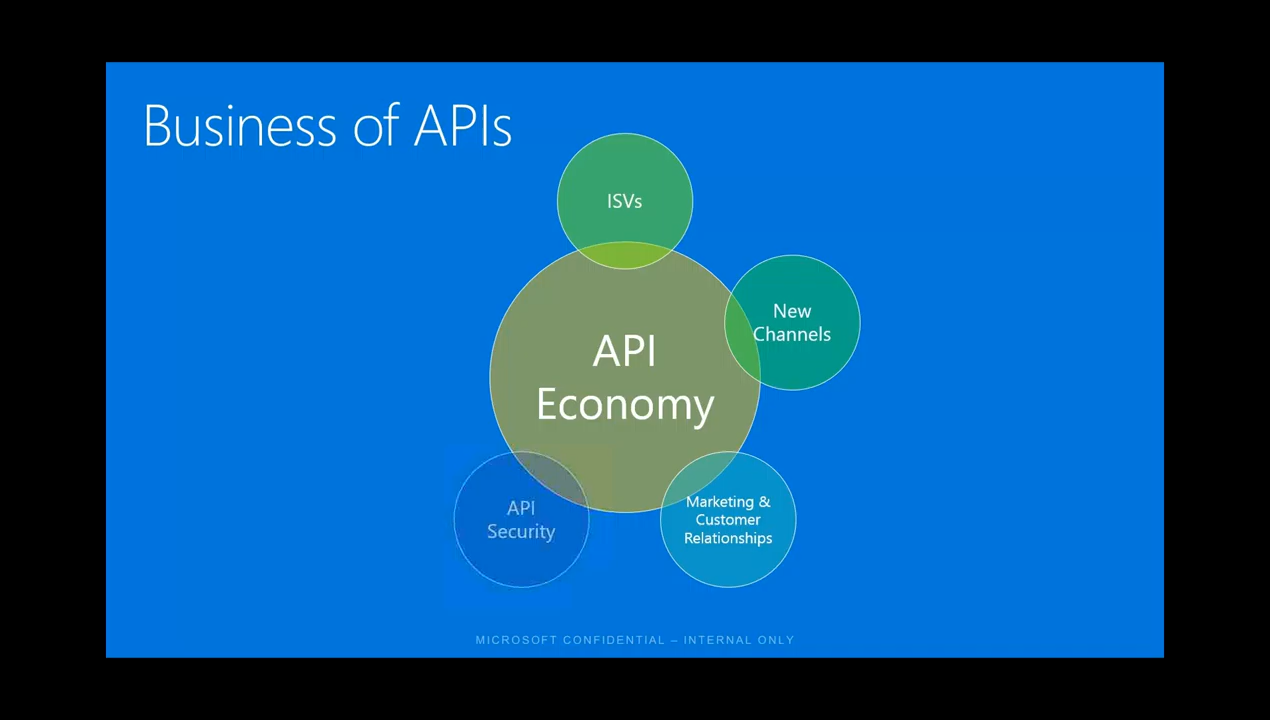 Business of APIs
ISVs
New
Channels
API
Economy
API
Security
Marketing &
Customer
Relationships
MICROSOFT CONFIDENTIAL – INTERNAL ONLY